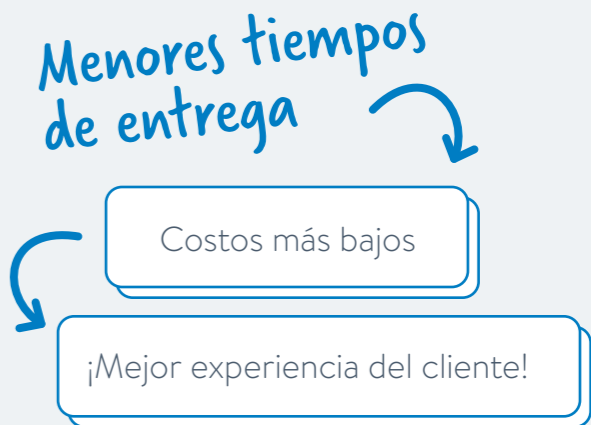 Menores tiempos
de entrega
Costos más bajos
¡Mejor experiencia del cliente!